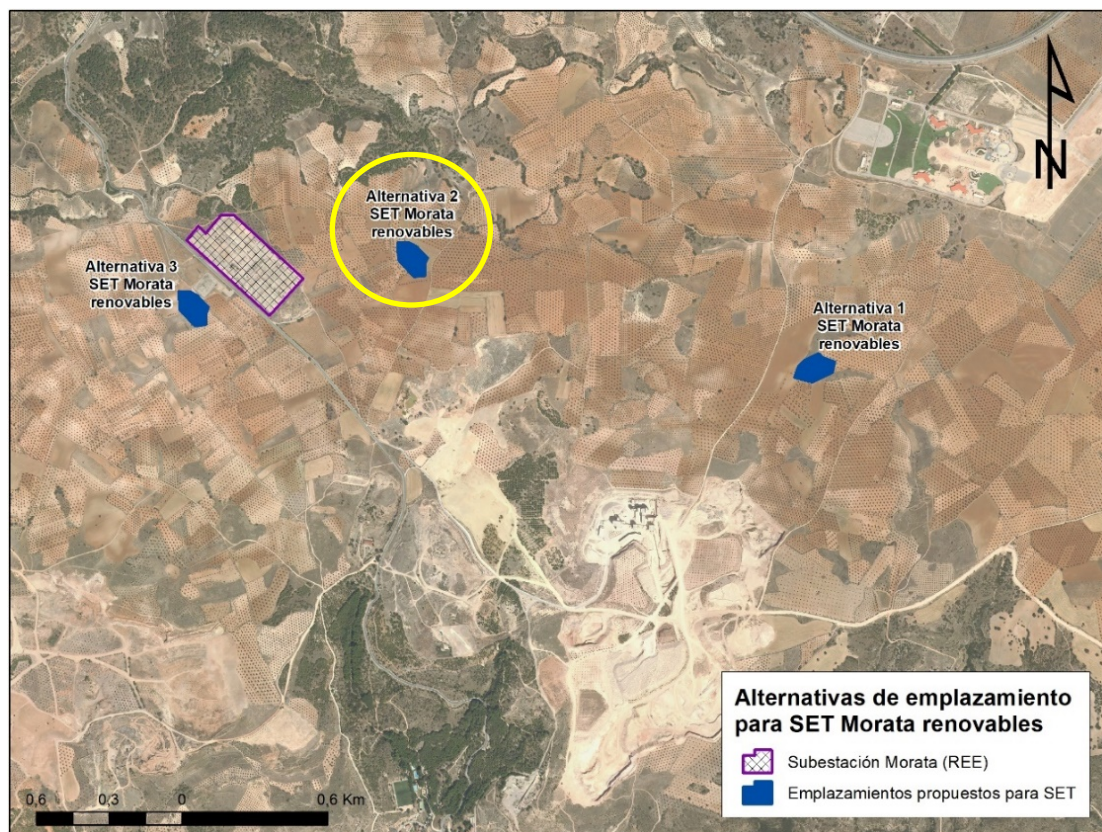 Alternativa 2
SET Morata
renovables
Alternativa 3
SET Morata
renovables
Alternativa 1
SET Morata
renovables
N
Alternativas de emplazamiento
para SET Morata renovables
Subestación Morata (REE)
Emplazamientos propuestos para SET
0,6 0,3 0 0,6 Km